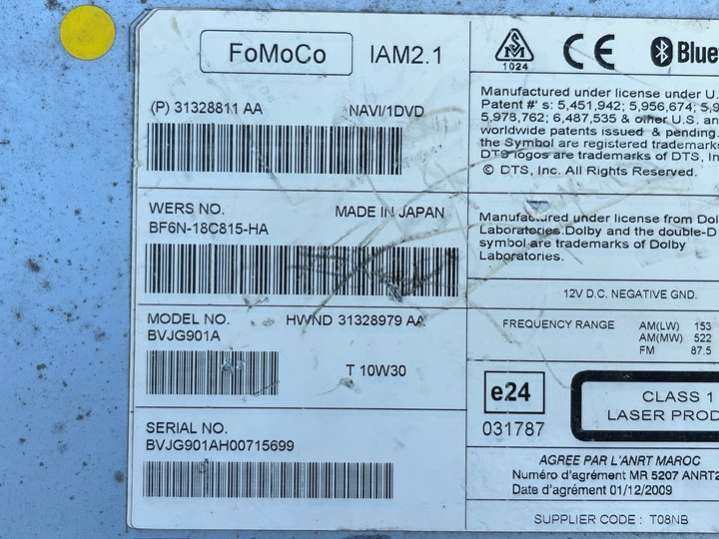 FoMoCo IAM2.1
(P) 31328811 AA NAVI/1DVD
WERS NO. MADE IN JAPAN
BF6N-18C815-HA
MODEL NO. HWND 31328979 AA
BVJG901A
T 10W30
SERIAL NO.
BVJG901AH00715699
1024
CE
Blue
Manufactured under license under U.
Patent #' s: 5,451,942; 5,956,674; 5,9
5,978,762; 6,487,535 & other U.S. an
worldwide patents issued & pending.
the Symbol are registered trademark
DTS logos are trademarks of DTS, In
© DTS, Inc. All Rights Reserved.
Manufactured under license from Dol
Laboratories.Dolby and the double-D
symbol are trademarks of Dolby
Laboratories.
12V D.C. NEGATIVE GND.
FREQUENCY RANGE AM(LW) 153
AM(MW) 522
FM 87.5
e24
031787
CLASS 1
LASER PROD
AGREE PAR L'ANRT MAROC
Numéro d'agrément MR 5207 ANRT2
Date d'agrément 01/12/2009
SUPPLIER CODE : T08NB